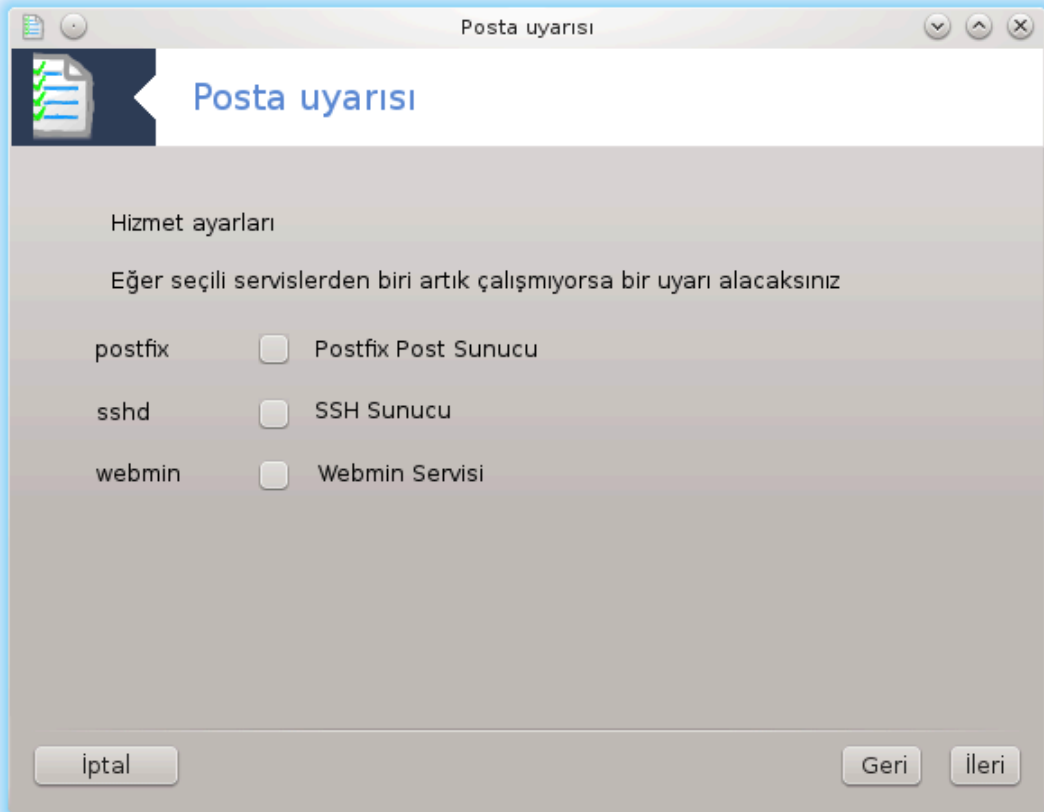 Posta uyarısı
Posta uyarısı
Hizmet ayarları
Eğer seçili servislerden biri artık çalışmıyorsa bir uyarı alacaksınız
postfix Postfix Post Sunucu
sshd SSH Sunucu
webmin Webmin Servisi
İptal Geri İleri